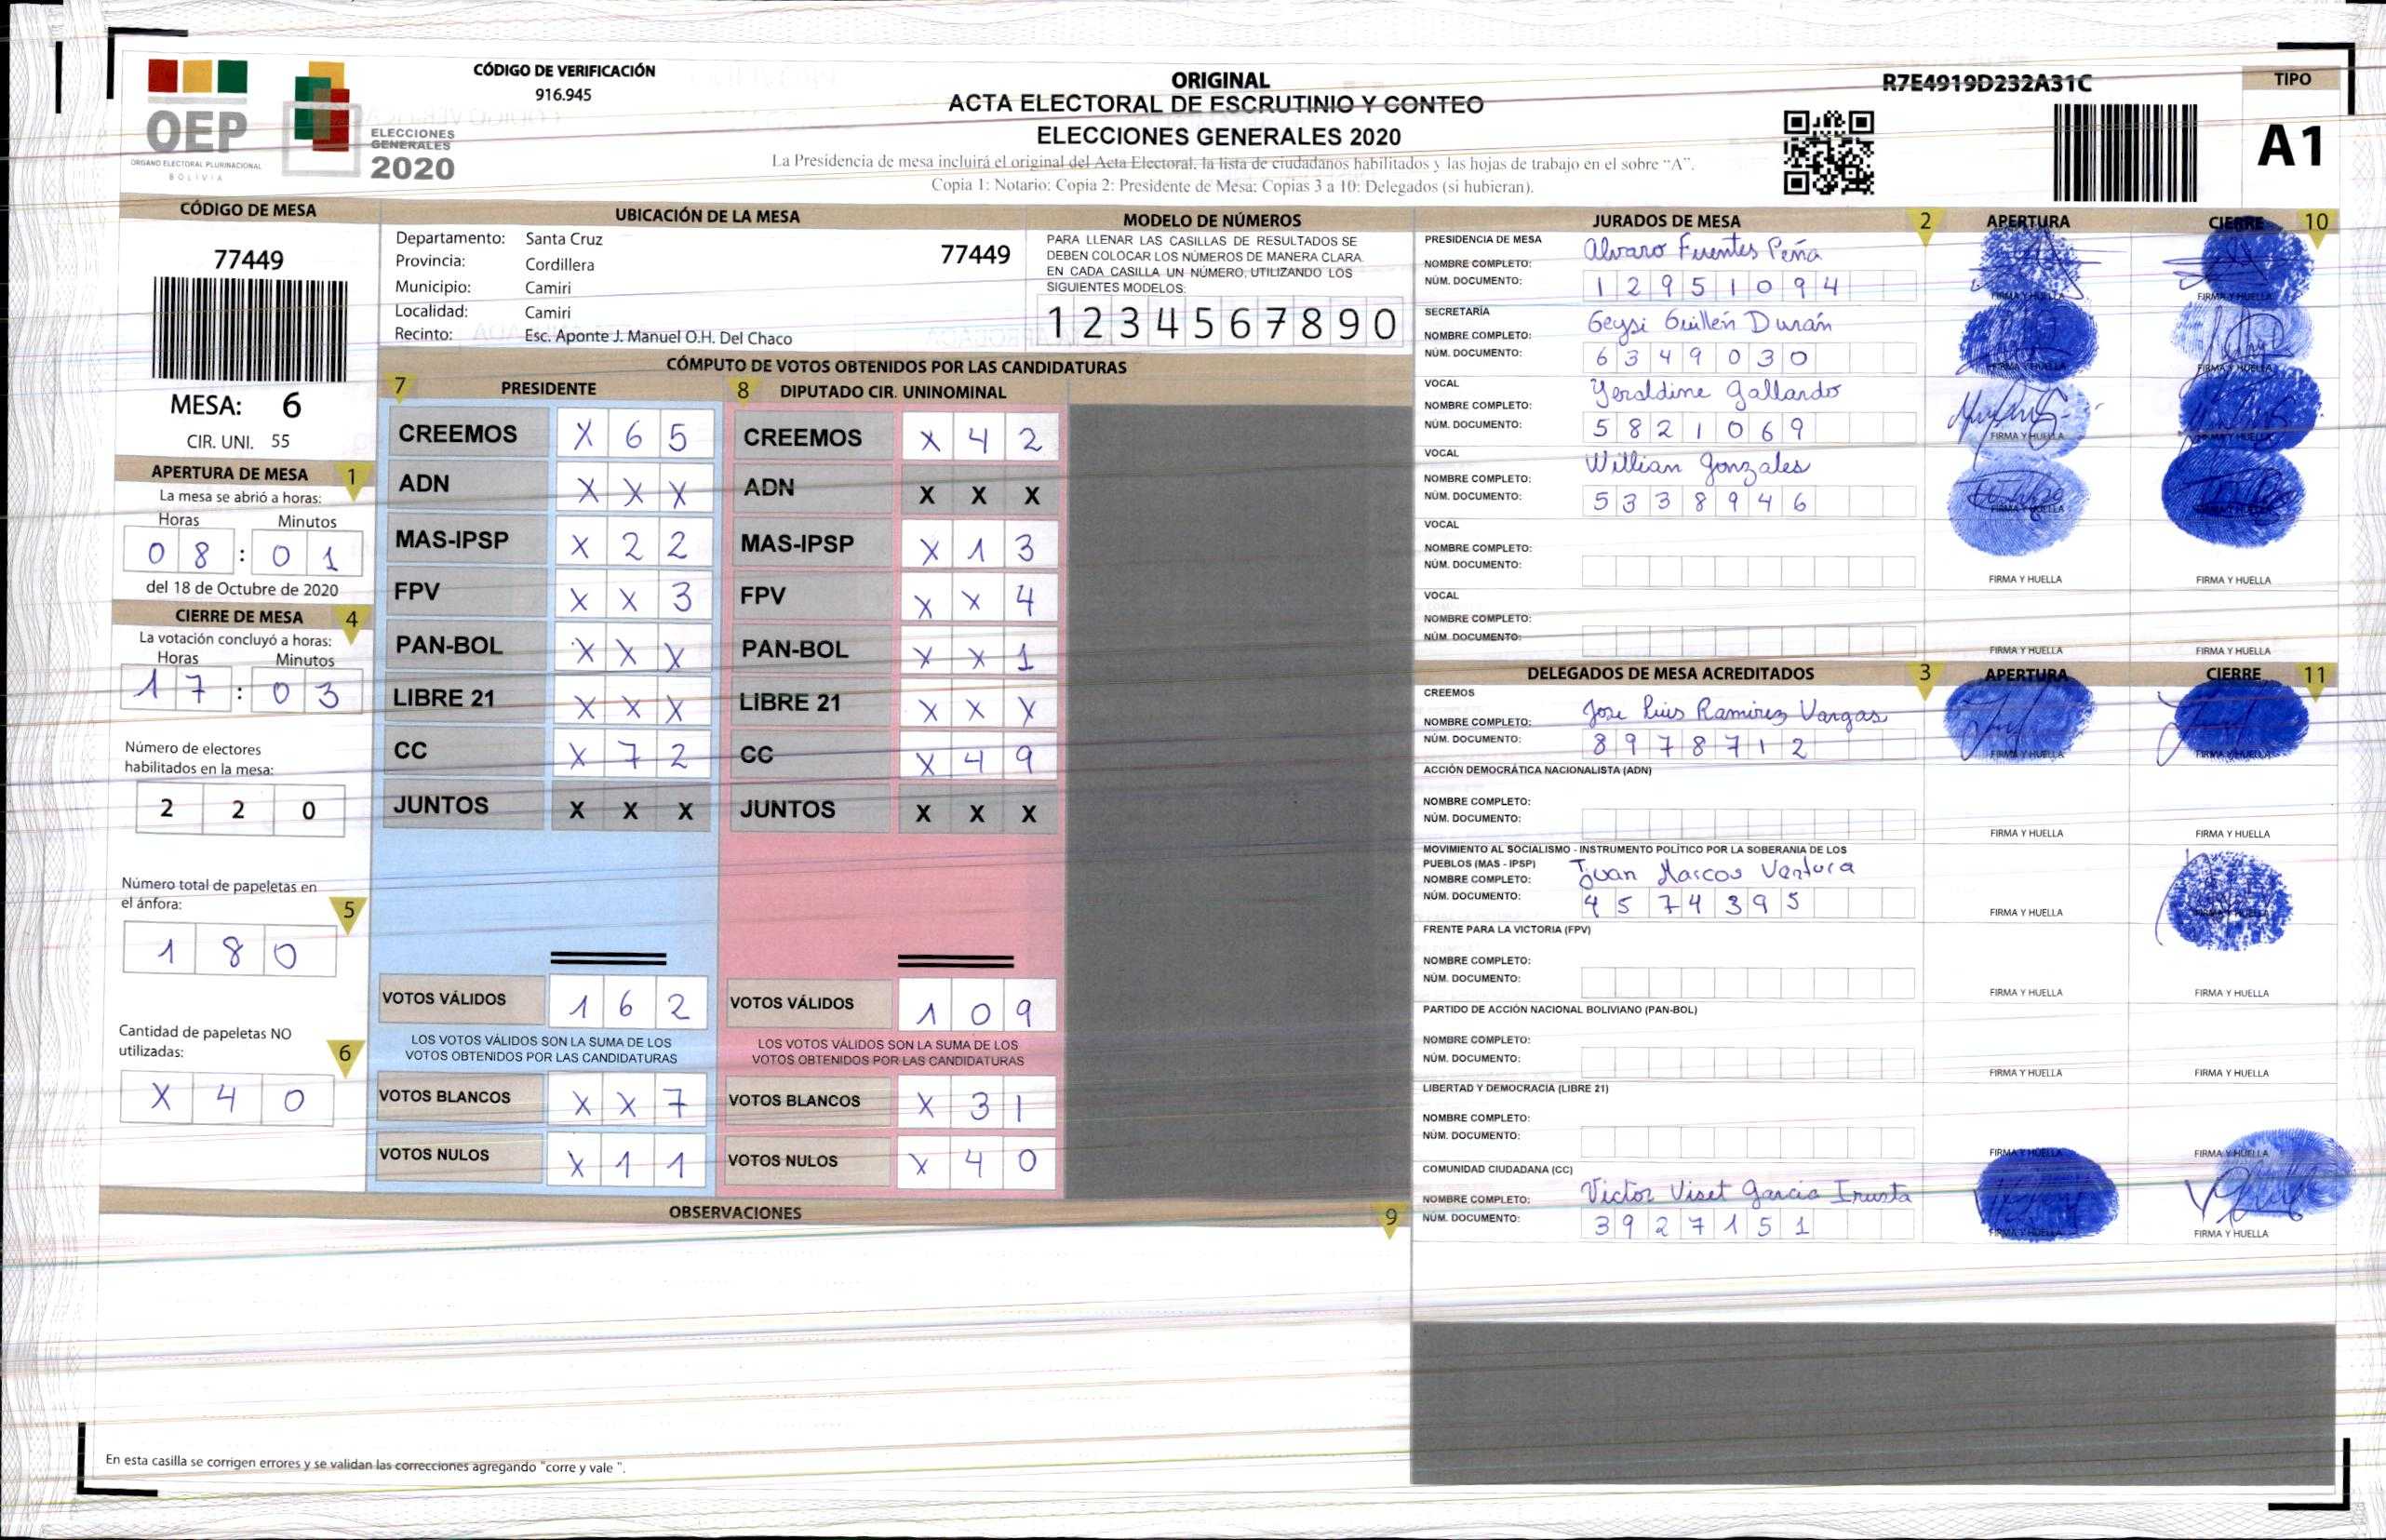 OEP
ORGANO ELECTORAL PLURINACIONAL
BOLIVIA
ELECCIONES
GENERALES
2020
CÓDIGO DE VERIFICACIÓN
916.945
ORIGINAL
ACTA ELECTORAL DE ESCRUTINIO Y CONTEO
ELECCIONES GENERALES 2020
La Presidencia de mesa incluirá el original del Acta Electoral, la lista de ciudadanos habilitados y las hojas de trabajo en el sobre “A”.
Copia 1: Notario: Copia 2: Presidente de Mesa: Copias 3 a 10: Delegados (si hubieran).
R7E4919D232A31C
TIPO
A1
CÓDIGO DE MESA
77449
MESA: 6
CIR. UNI. 55
APERTURA DE MESA 1
La mesa se abrió a horas:
Horas Minutos
0 8 : 0 1
del 18 de Octubre de 2020
CIERRE DE MESA 4
La votación concluyó a horas:
Horas Minutos
1 7 : 0 3
Número de electores
habilitados en la mesa:
2 2 0
Número total de papeletas en
el ánfora: 5
1 8 0
Cantidad de papeletas NO
utilizadas: 6
X 4 0
UBICACIÓN DE LA MESA
Departamento: Santa Cruz 77449
Provincia: Cordillera
Municipio: Camiri
Localidad: Camiri
Recinto: Esc. Aponte J. Manuel O.H. Del Chaco
MODELO DE NÚMEROS
PARA LLENAR LAS CASILLAS DE RESULTADOS SE
DEBEN COLOCAR LOS NÚMEROS DE MANERA CLARA
EN CADA CASILLA UN NÚMERO, UTILIZANDO LOS
SIGUIENTES MODELOS:
1 2 3 4 5 6 7 8 9 0
CÓMPUTO DE VOTOS OBTENIDOS POR LAS CANDIDATURAS
7 PRESIDENTE 8 DIPUTADO CIR. UNINOMINAL
CREEMOS X 6 5 CREEMOS X 4 2
ADN X X X ADN X X X
MAS-IPSP X 2 2 MAS-IPSP X 1 3
FPV X X 3 FPV X X 4
PAN-BOL X X X PAN-BOL X X 1
LIBRE 21 X X X LIBRE 21 X X X
CC X 7 2 CC X 4 9
JUNTOS X X X JUNTOS X X X
VOTOS VÁLIDOS 1 6 2 VOTOS VÁLIDOS 1 0 9
LOS VOTOS VÁLIDOS SON LA SUMA DE LOS LOS VOTOS VÁLIDOS SON LA SUMA DE LOS
VOTOS OBTENIDOS POR LAS CANDIDATURAS VOTOS OBTENIDOS POR LAS CANDIDATURAS
VOTOS BLANCOS X X 7 VOTOS BLANCOS X 3 1
VOTOS NULOS X 1 1 VOTOS NULOS X 4 0
OBSERVACIONES 9
En esta casilla se corrigen errores y se validan las correcciones agregando "corre y vale ".
JURADOS DE MESA 2 APERTURA CIERRE 10
PRESIDENCIA DE MESA
NOMBRE COMPLETO: Alvaro Fuentes Peña
NÚM. DOCUMENTO: 1 2 9 5 1 0 9 4 FIRMA Y HUELLA FIRMA Y HUELLA
SECRETARÍA
NOMBRE COMPLETO: Geysi Guillén Durán
NÚM. DOCUMENTO: 6 3 4 9 0 3 0 FIRMA Y HUELLA FIRMA Y HUELLA
VOCAL
NOMBRE COMPLETO: Yeraldine Gallardo
NÚM. DOCUMENTO: 5 8 2 1 0 6 9 FIRMA Y HUELLA FIRMA Y HUELLA
VOCAL
NOMBRE COMPLETO: Willian Gonzales
NÚM. DOCUMENTO: 5 3 3 8 9 4 6 FIRMA Y HUELLA
VOCAL
NOMBRE COMPLETO:
NÚM. DOCUMENTO: FIRMA Y HUELLA FIRMA Y HUELLA
VOCAL
NOMBRE COMPLETO:
NÚM. DOCUMENTO: FIRMA Y HUELLA FIRMA Y HUELLA
DELEGADOS DE MESA ACREDITADOS 3 APERTURA CIERRE 11
CREEMOS
NOMBRE COMPLETO: Jose Luis Ramirez Vargas
NÚM. DOCUMENTO: 8 9 7 8 7 1 2 FIRMA Y HUELLA FIRMA Y HUELLA
ACCIÓN DEMOCRÁTICA NACIONALISTA (ADN)
NOMBRE COMPLETO:
NÚM. DOCUMENTO: FIRMA Y HUELLA FIRMA Y HUELLA
MOVIMIENTO AL SOCIALISMO - INSTRUMENTO POLÍTICO POR LA SOBERANIA DE LOS
PUEBLOS (MAS - IPSP)
NOMBRE COMPLETO: Juan Marcos Ventura
NÚM. DOCUMENTO: 4 5 7 4 3 9 5 FIRMA Y HUELLA FIRMA Y HUELLA
FRENTE PARA LA VICTORIA (FPV)
NOMBRE COMPLETO:
NÚM. DOCUMENTO: FIRMA Y HUELLA FIRMA Y HUELLA
PARTIDO DE ACCIÓN NACIONAL BOLIVIANO (PAN-BOL)
NOMBRE COMPLETO:
NÚM. DOCUMENTO: FIRMA Y HUELLA FIRMA Y HUELLA
LIBERTAD Y DEMOCRACIA (LIBRE 21)
NOMBRE COMPLETO:
NÚM. DOCUMENTO: FIRMA Y HUELLA FIRMA Y HUELLA
COMUNIDAD CIUDADANA (CC)
NOMBRE COMPLETO: Victor Viset Garcia Irusta
NÚM. DOCUMENTO: 3 9 2 7 1 5 1 FIRMA Y HUELLA FIRMA Y HUELLA